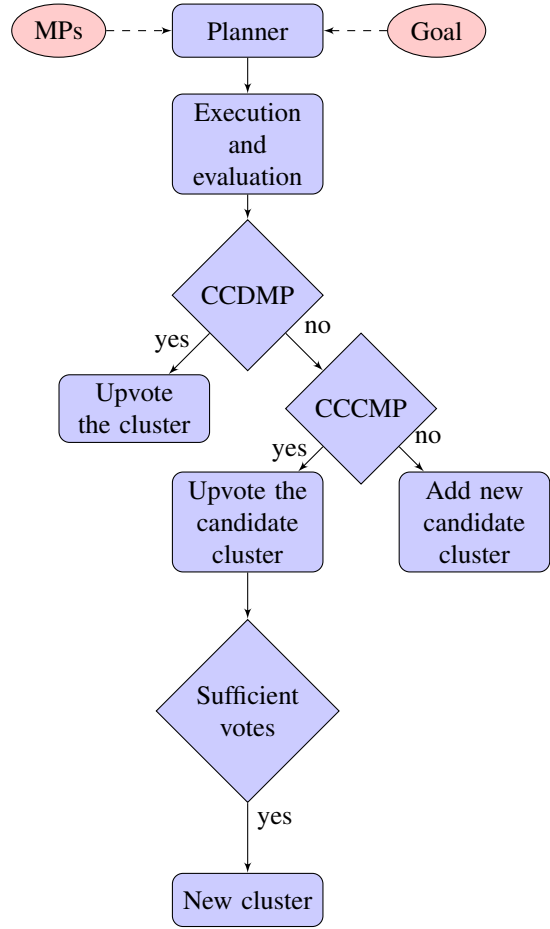 MPs
Planner
Goal
Execution
and
evaluation
CCDMP
yes
no
Upvote
the cluster
CCCMP
yes
no
Upvote the
candidate
cluster
Add new
candidate
cluster
Sufficient
votes
yes
New cluster